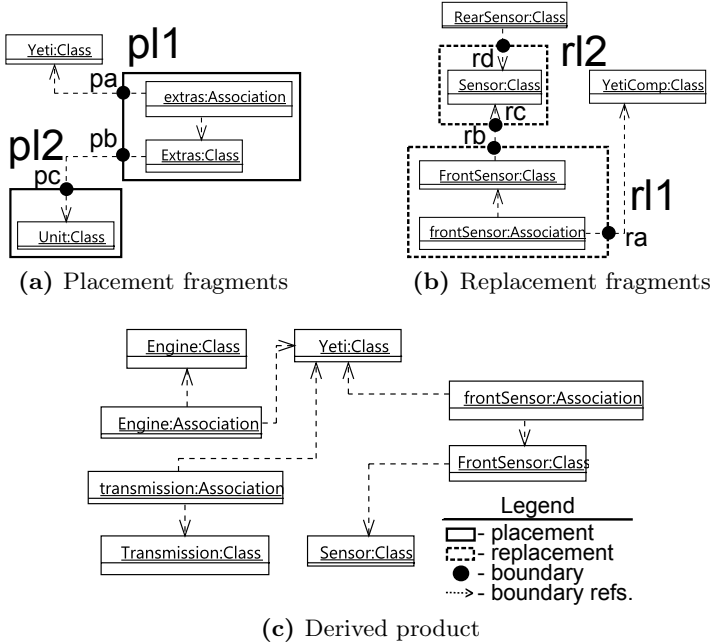 Yeti:Class
pl1
pa
extras:Association
pb
Extras:Class
pl2
pc
Unit:Class
(a) Placement fragments
RearSensor:Class
rd
rl2
Sensor:Class
YetiComp:Class
rc
rb
FrontSensor:Class
rl1
frontSensor:Association
ra
(b) Replacement fragments
Engine:Class
Yeti:Class
Engine:Association
frontSensor:Association
transmission:Association
FrontSensor:Class
Transmission:Class
Sensor:Class
Legend
- placement
- replacement
- boundary
- boundary refs.
(c) Derived product